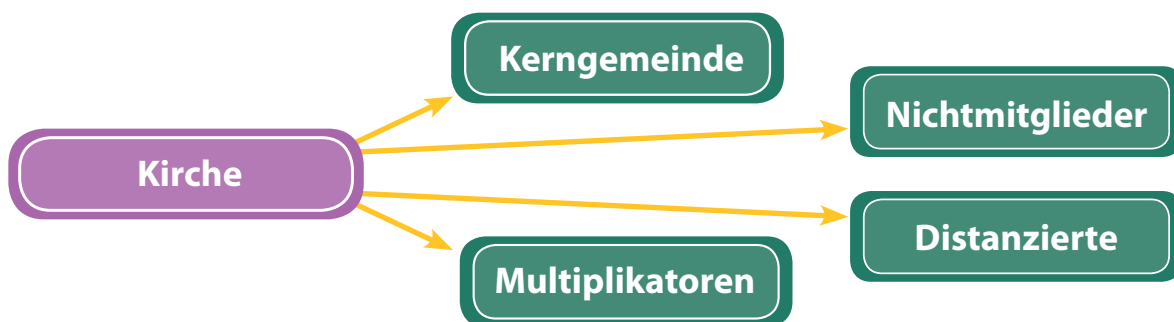 Kerngemeinde
Nichtmitglieder
Kirche
Distanzierte
Multiplikatoren